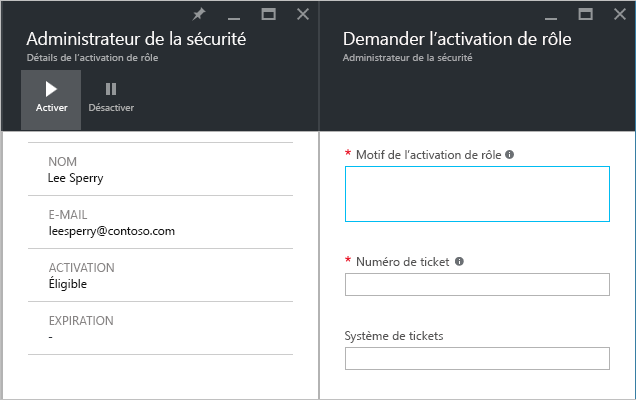 Administrateur de la sécurité
Détails de l'activation de rôle
Activer
Désactiver
NOM
Lee Sperry
E-MAIL
leesperry@contoso.com
ACTIVATION
Éligible
EXPIRATION
-
Demander l'activation de rôle
Administrateur de la sécurité
* Motif de l'activation de rôle
* Numéro de ticket
Système de tickets